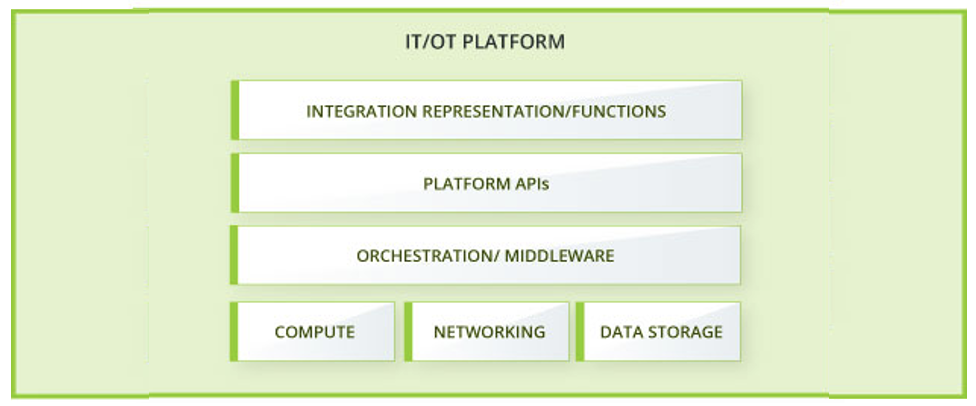 IT/OT PLATFORM
INTEGRATION REPRESENTATION/FUNCTIONS
PLATFORM APIs
ORCHESTRATION/ MIDDLEWARE
COMPUTE
NETWORKING
DATA STORAGE